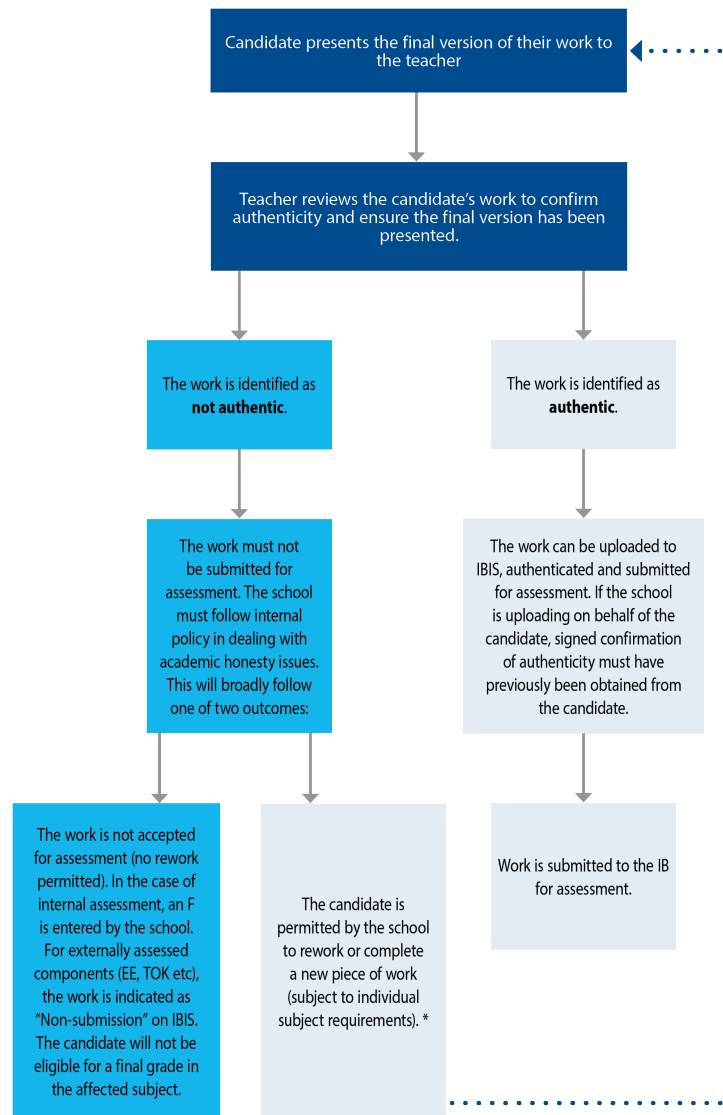 Candidate presents the final version of their work to
the teacher
Teacher reviews the candidate’s work to confirm
authenticity and ensure the final version has been
presented.
The work is identified as
not authentic.
The work is identified as
authentic.
The work must not
be submitted for
assessment. The school
must follow internal
policy in dealing with
academic honesty issues.
This will broadly follow
one of two outcomes:
The work can be uploaded to
IBIS, authenticated and submitted
for assessment. If the school
is uploading on behalf of the
candidate, signed confirmation
of authenticity must have
previously been obtained from
the candidate.
The work is not accepted
for assessment (no rework
permitted). In the case of
internal assessment, an F
is entered by the school.
For externally assessed
components (EE, TOK etc),
the work is indicated as
“Non-submission” on IBIS.
The candidate will not be
eligible for a final grade in
the affected subject.
The candidate is
permitted by the school
to rework or complete
a new piece of work
(subject to individual
subject requirements). *
Work is submitted to the IB
for assessment.